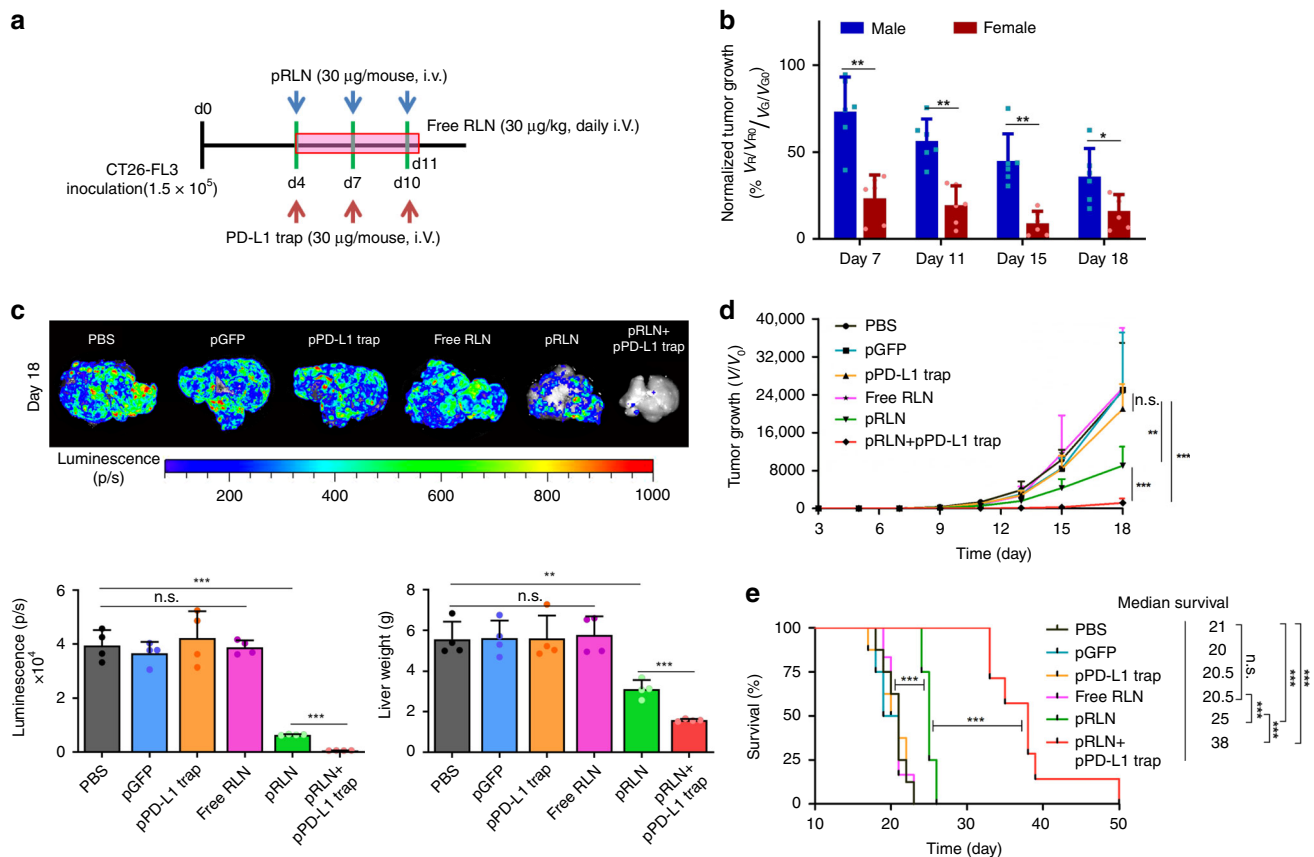 a
pRLN (30 µg/mouse, i.v.)
d0
Free RLN (30 µg/kg, daily i.V.)
CT26-FL3
inoculation(1.5 × 10⁵)
d11
d4
d7
d10
PD-L1 trap (30 µg/mouse, i.V.)
b
Male
Female
Normalized tumor growth
(% V_R/V_R0/V_G/V_G0)
100
50
0
**
**
**
*
Day 7
Day 11
Day 15
Day 18
c
Day 18
PBS
pGFP
pPD-L1 trap
Free RLN
pRLN
pRLN+
pPD-L1 trap
Luminescence
(p/s)
200
400
600
800
1000
Luminescence (p/s)
×10⁴
6
4
2
0
***
n.s.
***
PBS
pGFP
pPD-L1 trap
Free RLN
pRLN
pRLN+
pPD-L1 trap
Liver weight (g)
8
6
4
2
0
**
n.s.
***
PBS
pGFP
pPD-L1 trap
Free RLN
pRLN
pRLN+
pPD-L1 trap
d
Tumor growth (V/V₀)
40,000
32,000
24,000
16,000
8000
0
PBS
pGFP
pPD-L1 trap
Free RLN
pRLN
pRLN+pPD-L1 trap
n.s.
**
***
***
3
6
9
12
15
18
Time (day)
e
Median survival
Survival (%)
100
75
50
25
0
***
***
PBS
pGFP
pPD-L1 trap
Free RLN
pRLN
pRLN+
pPD-L1 trap
21
20
20.5
20.5
25
38
n.s.
***
***
***
***
10
20
30
40
50
Time (day)